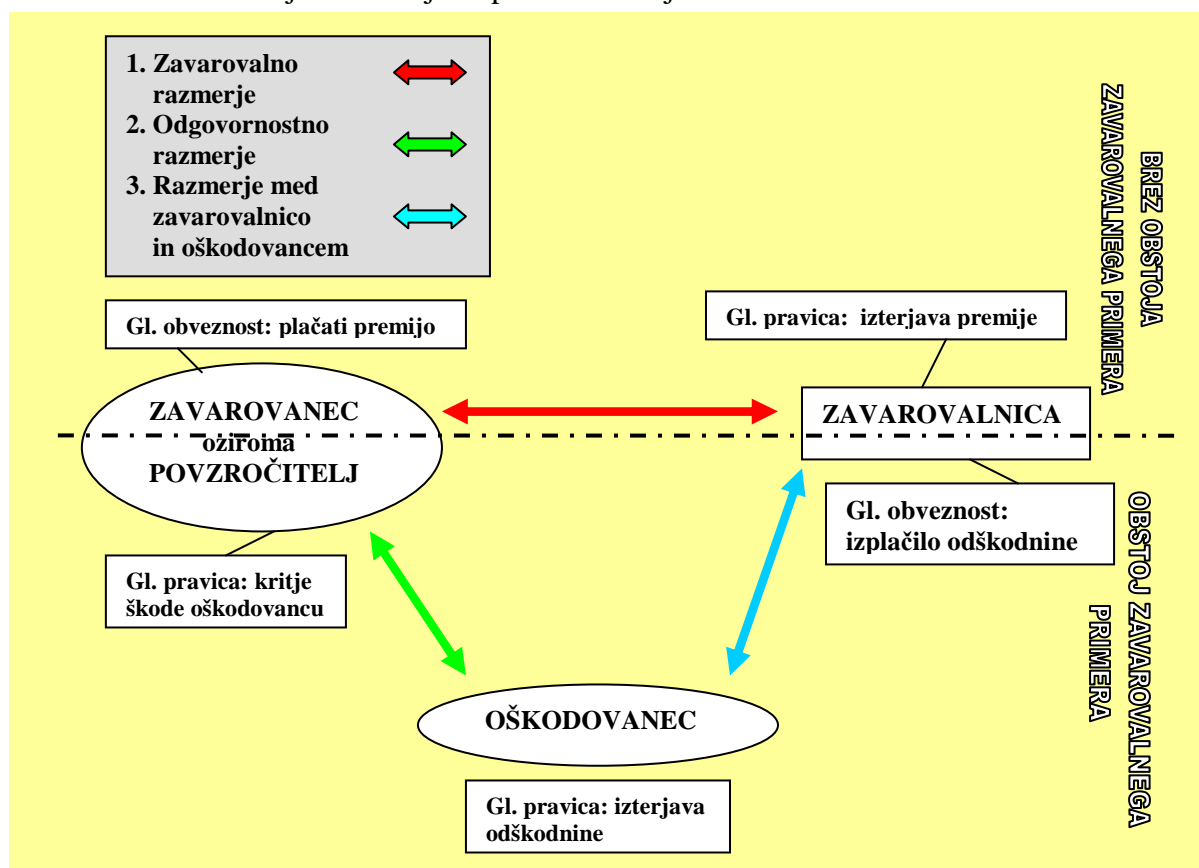 1. Zavarovalno
razmerje
2. Odgovornostno
razmerje
3. Razmerje med
zavarovalnico
in oškodovancem
BREZ OBSTOJA
ZAVAROVALNEGA PRIMERA
Gl. obveznost: plačati premijo
Gl. pravica: izterjava premije
ZAVAROVANEC
oziroma
POVZROČITELJ
ZAVAROVALNICA
Gl. obveznost:
izplačilo odškodnine
Gl. pravica: kritje
škode oškodovancu
OBSTOJ ZAVAROVALNEGA
PRIMERA
OŠKODOVANEC
Gl. pravica: izterjava
odškodnine